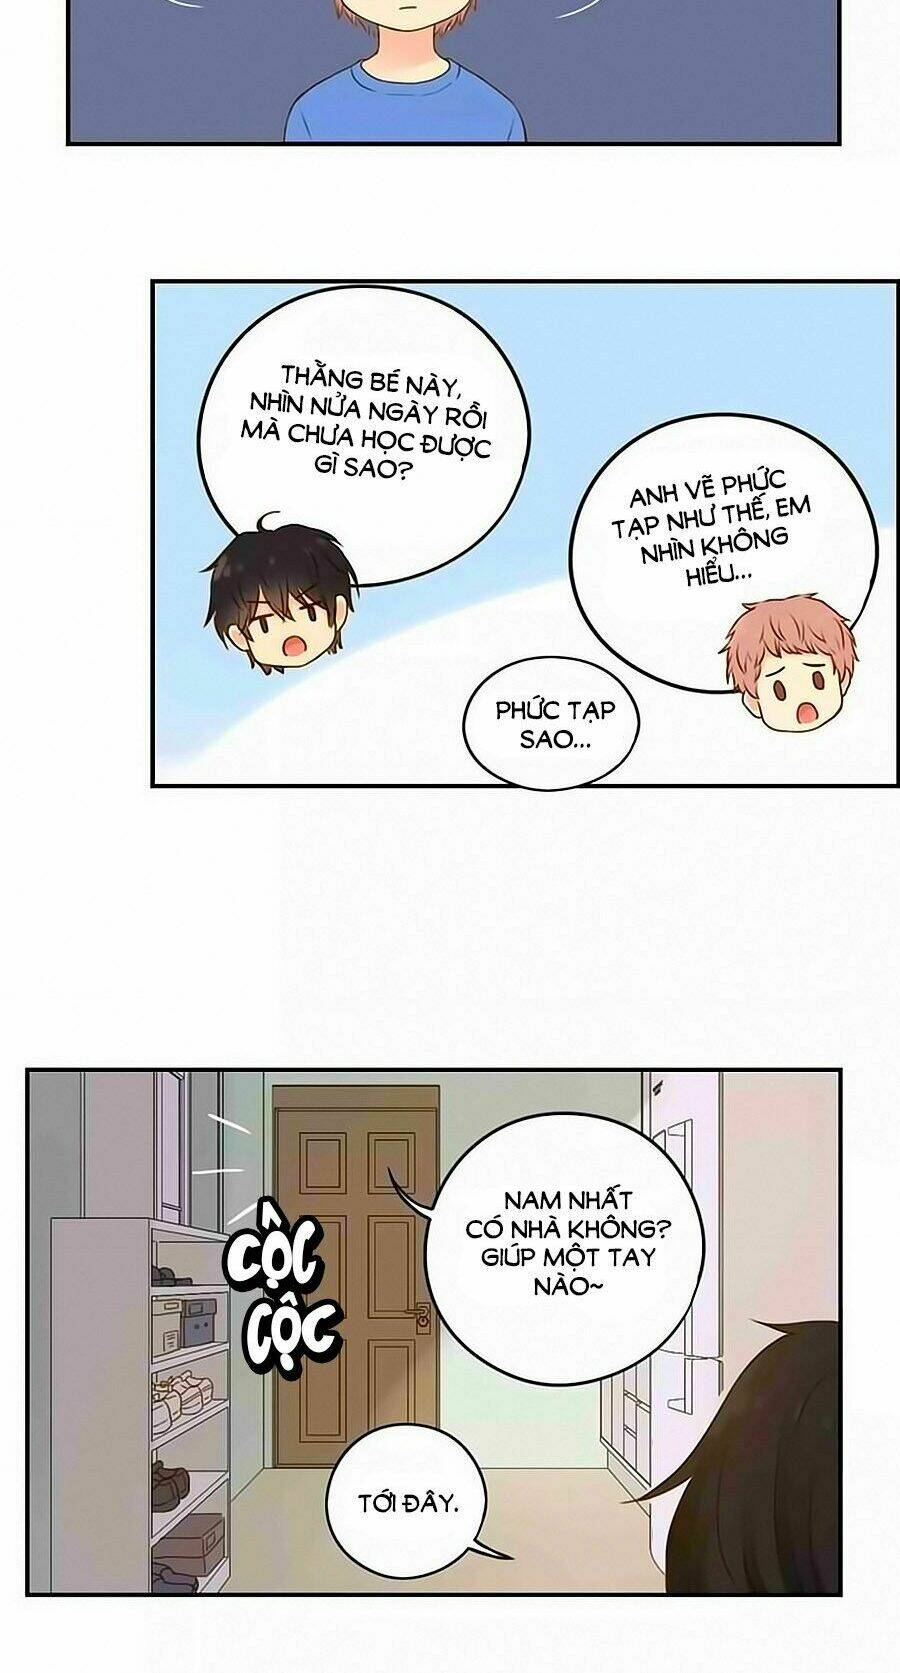 THẰNG BÉ NÀY,
NHÌN NỬA NGÀY RỒI
MÀ CHƯA HỌC ĐƯỢC
GÌ SAO?
ANH VẼ PHỨC
TẠP NHƯ THẾ, EM
NHÌN KHÔNG
HIỂU...
PHỨC TẠP
SAO...
NAM NHẤT
CÓ NHÀ KHÔNG?
GIÚP MỘT TAY
NÀO~
CỘC
CỘC
TỚI ĐÂY.